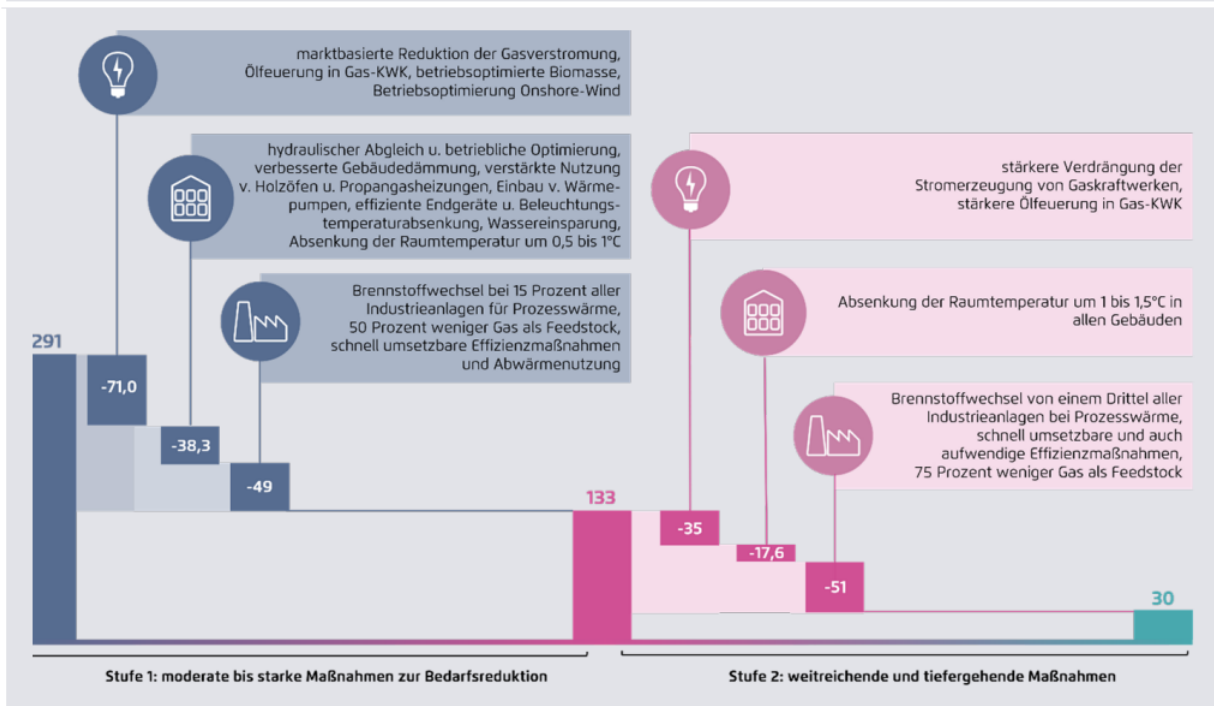 marktbasierte Reduktion der Gasverstromung,
Ölfeuerung in Gas-KWK, betriebsoptimierte Biomasse,
Betriebsoptimierung Onshore-Wind
hydraulischer Abgleich u. betriebliche Optimierung,
verbesserte Gebäudedämmung, verstärkte Nutzung
v. Holzöfen u. Propangasheizungen, Einbau v. Wärme-
pumpen, effiziente Endgeräte u. Beleuchtungs-
temperaturabsenkung, Wassereinsparung,
Absenkung der Raumtemperatur um 0,5 bis 1°C
Brennstoffwechsel bei 15 Prozent aller
Industrieanlagen für Prozesswärme,
50 Prozent weniger Gas als Feedstock,
schnell umsetzbare Effizienzmaßnahmen
und Abwärmenutzung
291
-71,0
-38,3
-49
133
stärkere Verdrängung der
Stromerzeugung von Gaskraftwerken,
stärkere Ölfeuerung in Gas-KWK
Absenkung der Raumtemperatur um 1 bis 1,5°C in
allen Gebäuden
Brennstoffwechsel von einem Drittel aller
Industrieanlagen bei Prozesswärme,
schnell umsetzbare und auch
aufwendige Effizienzmaßnahmen,
75 Prozent weniger Gas als Feedstock
-35
-17,6
-51
30
Stufe 1: moderate bis starke Maßnahmen zur Bedarfsreduktion
Stufe 2: weitreichende und tiefergehende Maßnahmen